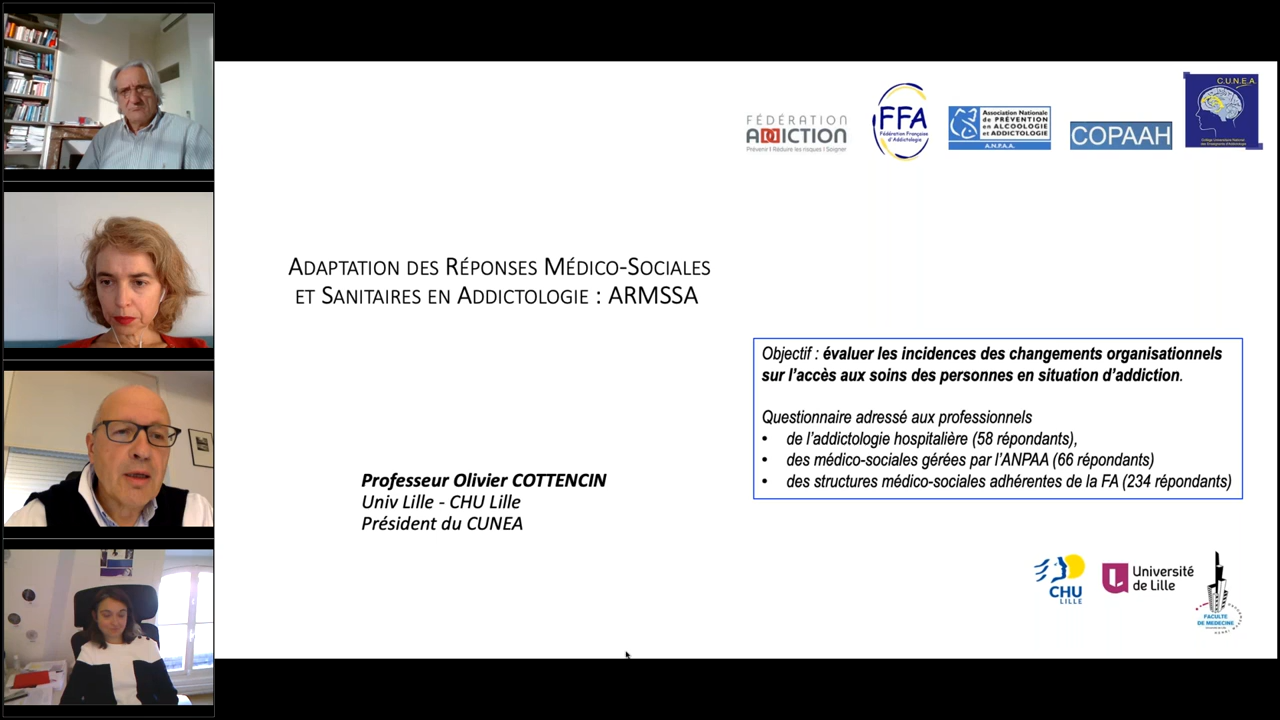 FÉDÉRATION
ADDICTION
Prévenir I Réduire les risques I Soigner
FFA
Fédération Française
d'Addictologie
Association Nationale
de PRÉVENTION
en ALCOOLOGIE
et ADDICTOLOGIE
A.N.P.A.A.
COPAAH
C.U.N.E.A.
ADAPTATION DES RÉPONSES MÉDICO-SOCIALES
ET SANITAIRES EN ADDICTOLOGIE : ARMSSA
Objectif : évaluer les incidences des changements organisationnels
sur l'accès aux soins des personnes en situation d'addiction.
Questionnaire adressé aux professionnels
• de l'addictologie hospitalière (58 répondants),
• des médico-sociales gérées par l'ANPAA (66 répondants)
• des structures médico-sociales adhérentes de la FA (234 répondants)
Professeur Olivier COTTENCIN
Univ Lille - CHU Lille
Président du CUNEA
CHU
LILLE
Université
de Lille
FACULTE
DE MEDECINE